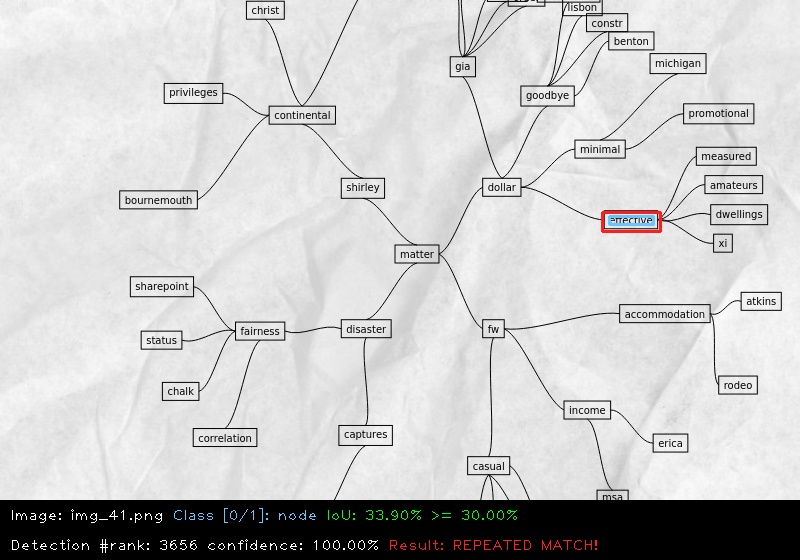 christ
lisbon
constr
benton
gia
michigan
privileges
goodbye
continental
promotional
minimal
measured
shirley
dollar
amateurs
bournemouth
effective
dwellings
xi
matter
sharepoint
atkins
accommodation
fairness
disaster
fw
status
rodeo
chalk
income
captures
correlation
erica
casual
msa
Image: img_41.png Class [0/1]: node IoU: 33.90% >= 30.00%
Detection #rank: 3656 confidence: 100.00% Result: REPEATED MATCH!